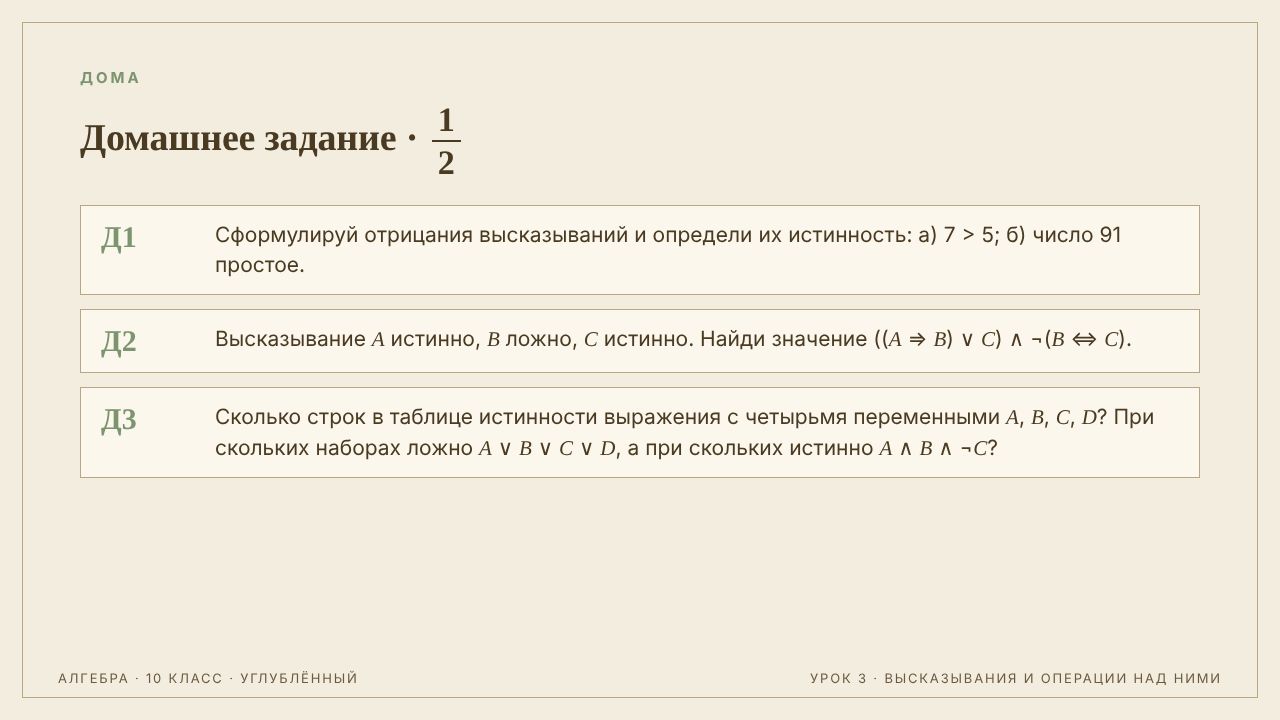 ДОМА
Домашнее задание · 1/2
Д1
Сформулируй отрицания высказываний и определи их истинность: а) 7 > 5; б) число 91
простое.
Д2
Высказывание A истинно, B ложно, C истинно. Найди значение ((A ⇒ B) ∨ C) ∧ ¬(B ⇔ C).
Д3
Сколько строк в таблице истинности выражения с четырьмя переменными A, B, C, D? При
скольких наборах ложно A ∨ B ∨ C ∨ D, а при скольких истинно A ∧ B ∧ ¬C?
АЛГЕБРА · 10 КЛАСС · УГЛУБЛЁННЫЙ
УРОК 3 · ВЫСКАЗЫВАНИЯ И ОПЕРАЦИИ НАД НИМИ